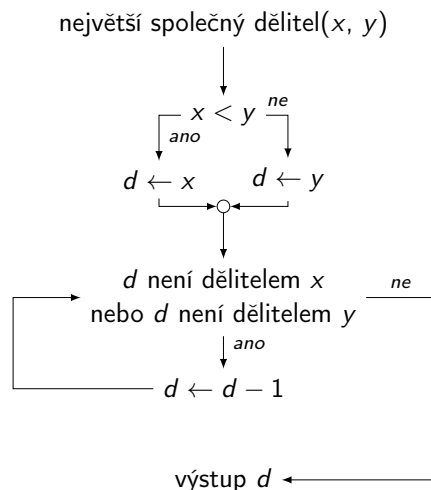 největší společný dělitel(x, y)
x < y
ne
ano
d ← x
d ← y
d není dělitelem x
ne
nebo d není dělitelem y
ano
d ← d − 1
výstup d